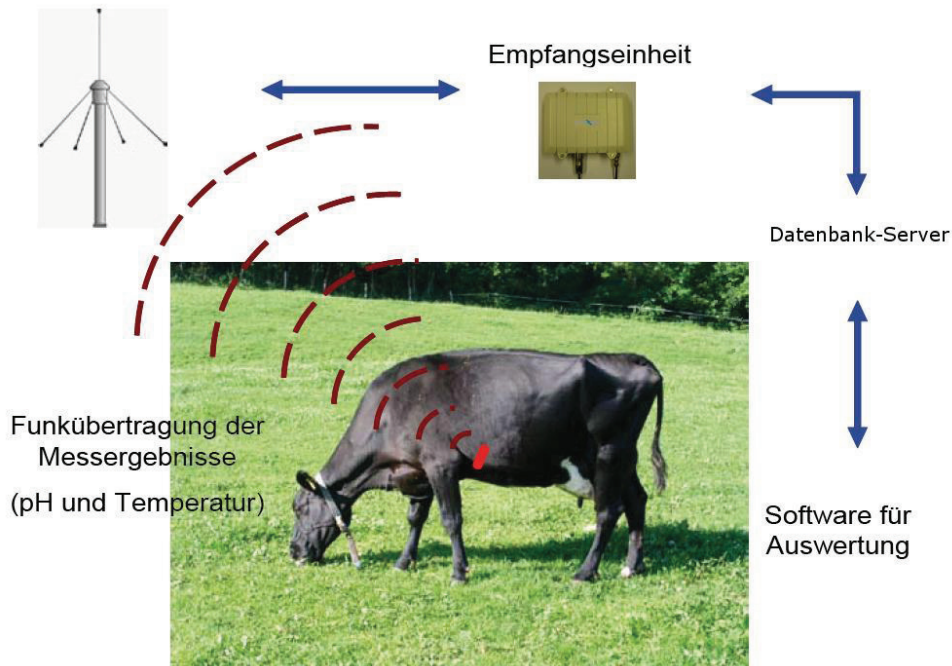 Empfangseinheit
Datenbank-Server
Funkübertragung der
Messergebnisse
(pH und Temperatur)
Software für
Auswertung